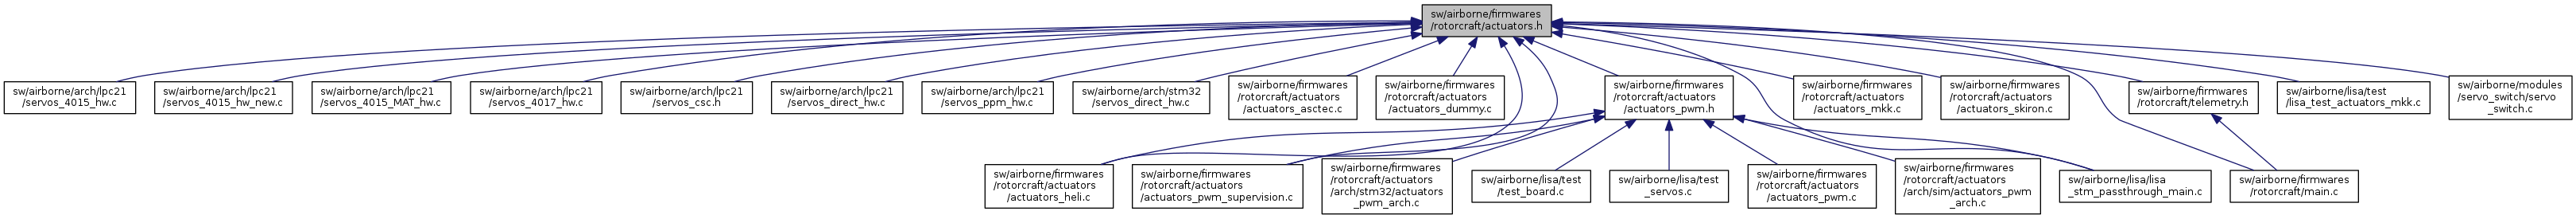 sw/airborne/firmwares
/rotorcraft/actuators.h
sw/airborne/arch/lpc21
/servos_4015_hw.c
sw/airborne/arch/lpc21
/servos_4015_hw_new.c
sw/airborne/arch/lpc21
/servos_4015_MAT_hw.c
sw/airborne/arch/lpc21
/servos_4017_hw.c
sw/airborne/arch/lpc21
/servos_csc.h
sw/airborne/arch/lpc21
/servos_direct_hw.c
sw/airborne/arch/lpc21
/servos_ppm_hw.c
sw/airborne/arch/stm32
/servos_direct_hw.c
sw/airborne/firmwares
/rotorcraft/actuators
/actuators_asctec.c
sw/airborne/firmwares
/rotorcraft/actuators
/actuators_dummy.c
sw/airborne/firmwares
/rotorcraft/actuators
/actuators_pwm.h
sw/airborne/firmwares
/rotorcraft/actuators
/actuators_mkk.c
sw/airborne/firmwares
/rotorcraft/actuators
/actuators_skiron.c
sw/airborne/firmwares
/rotorcraft/telemetry.h
sw/airborne/lisa/test
/lisa_test_actuators_mkk.c
sw/airborne/modules
/servo_switch/servo
_switch.c
sw/airborne/firmwares
/rotorcraft/actuators
/actuators_heli.c
sw/airborne/firmwares
/rotorcraft/actuators
/actuators_pwm_supervision.c
sw/airborne/firmwares
/rotorcraft/actuators
/arch/stm32/actuators
_pwm_arch.c
sw/airborne/lisa/test
/test_board.c
sw/airborne/lisa/test
_servos.c
sw/airborne/firmwares
/rotorcraft/actuators
/actuators_pwm.c
sw/airborne/firmwares
/rotorcraft/actuators
/arch/sim/actuators_pwm
_arch.c
sw/airborne/lisa/lisa
_stm_passthrough_main.c
sw/airborne/firmwares
/rotorcraft/main.c